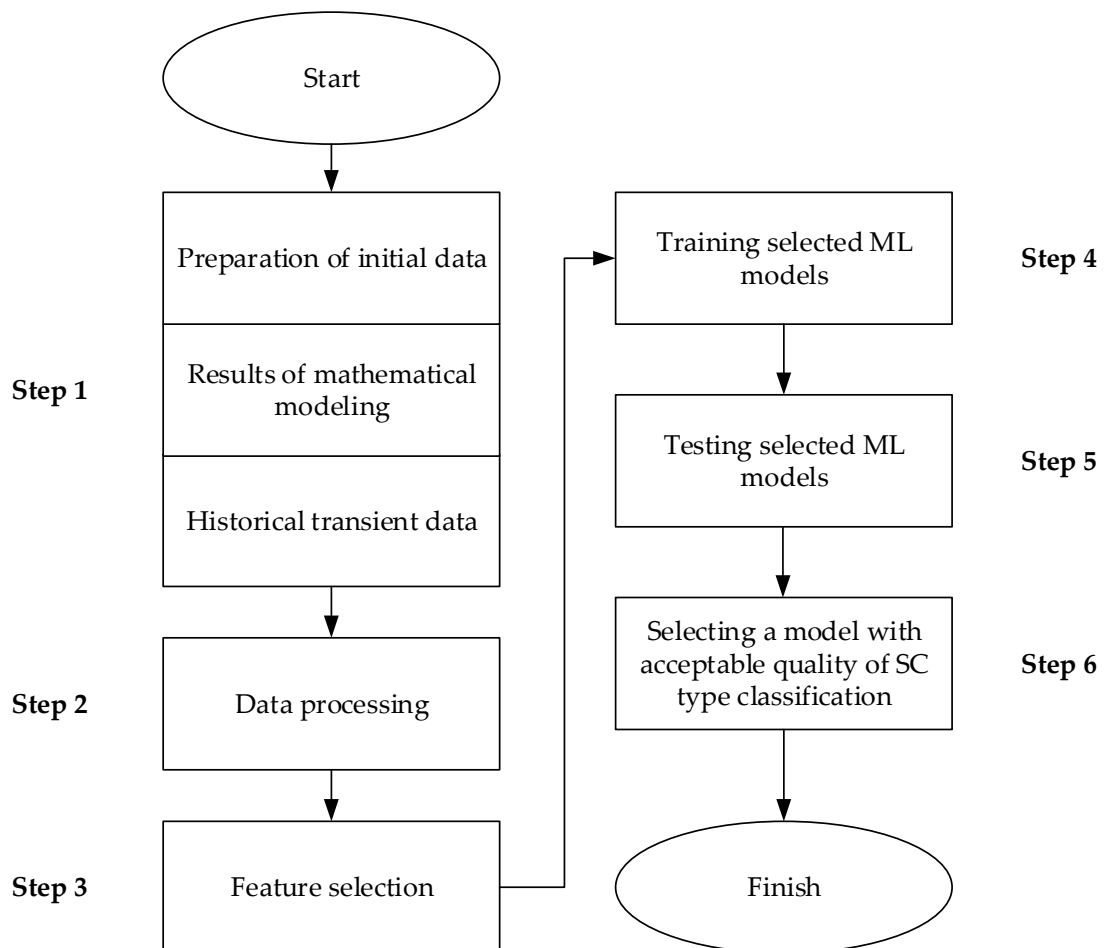 Start
Preparation of initial data
Step 1
Results of mathematical
modeling
Historical transient data
Step 2
Data processing
Step 3
Feature selection
Training selected ML
models
Step 4
Testing selected ML
models
Step 5
Selecting a model with
acceptable quality of SC
type classification
Step 6
Finish